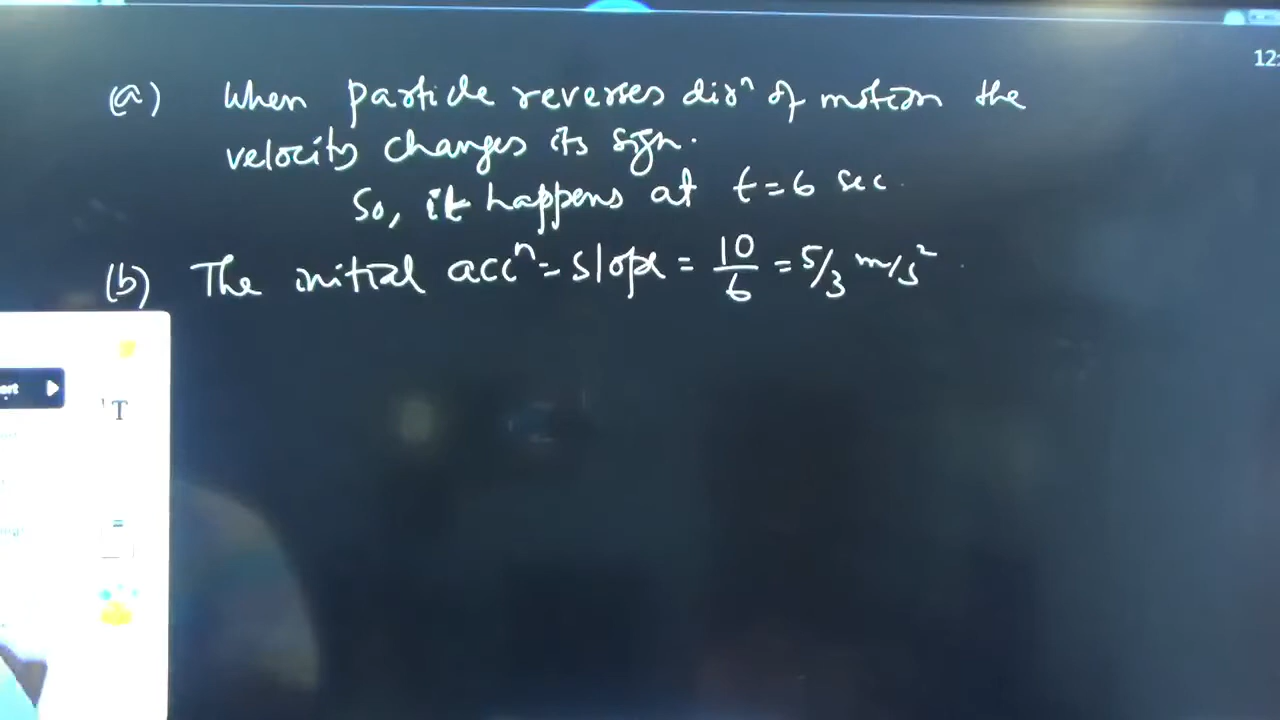 12:
(a) When particle reverses dirⁿ of motion the
velocity changes its sign.
So, it happens at t = 6 sec.
(b) The initial accⁿ = slope = 10/6 = 5/3 m/s².
T